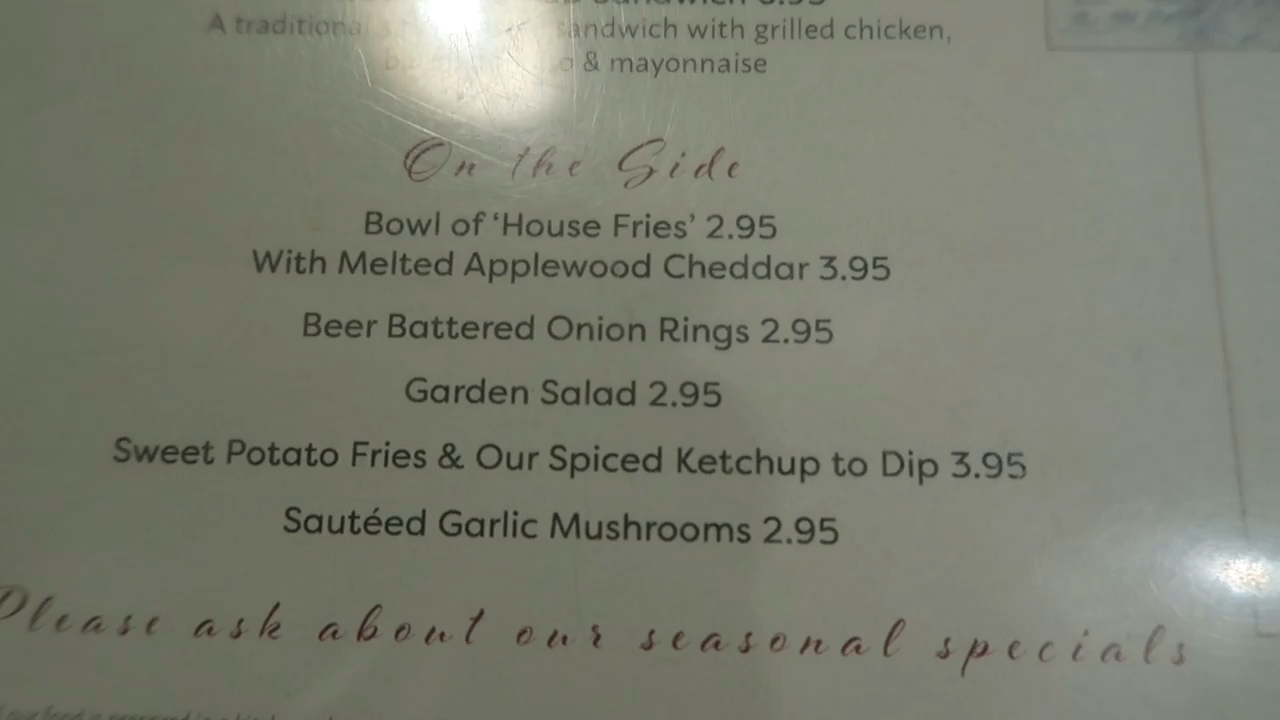 A traditional sandwich with grilled chicken,
& mayonnaise
On the Side
Bowl of ‘House Fries’ 2.95
With Melted Applewood Cheddar 3.95
Beer Battered Onion Rings 2.95
Garden Salad 2.95
Sweet Potato Fries & Our Spiced Ketchup to Dip 3.95
Sautéed Garlic Mushrooms 2.95
Please ask about our seasonal specials